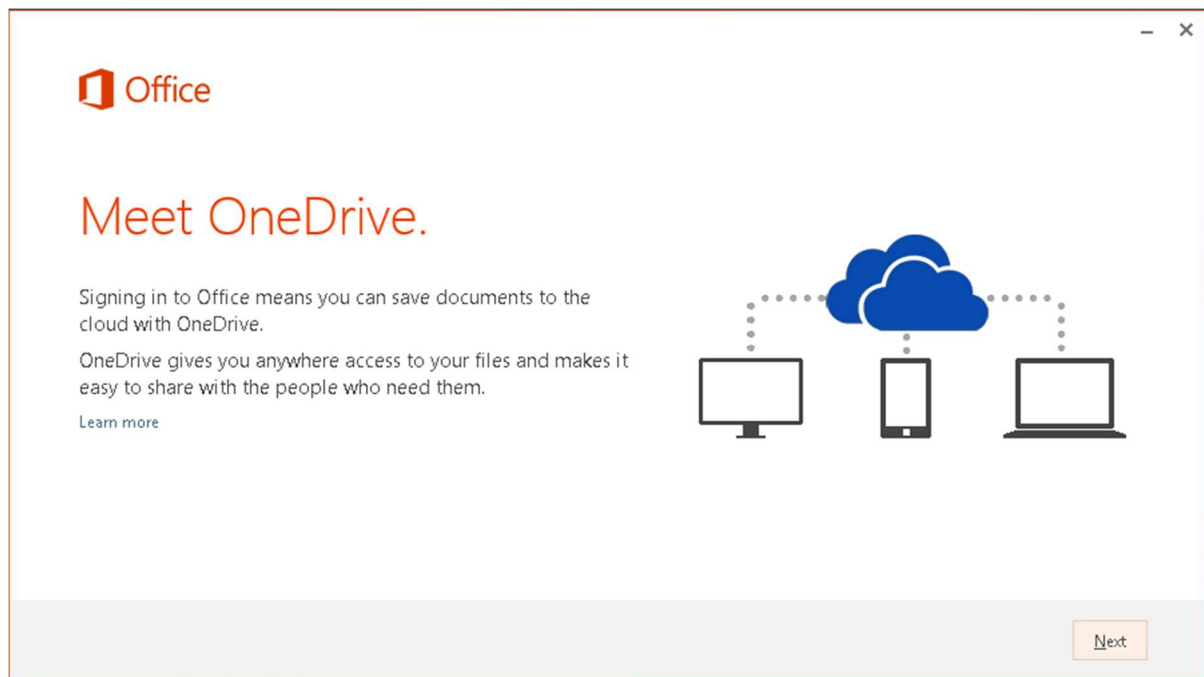 Office
Meet OneDrive.
Signing in to Office means you can save documents to the
cloud with OneDrive.
OneDrive gives you anywhere access to your files and makes it
easy to share with the people who need them.
Learn more
Next